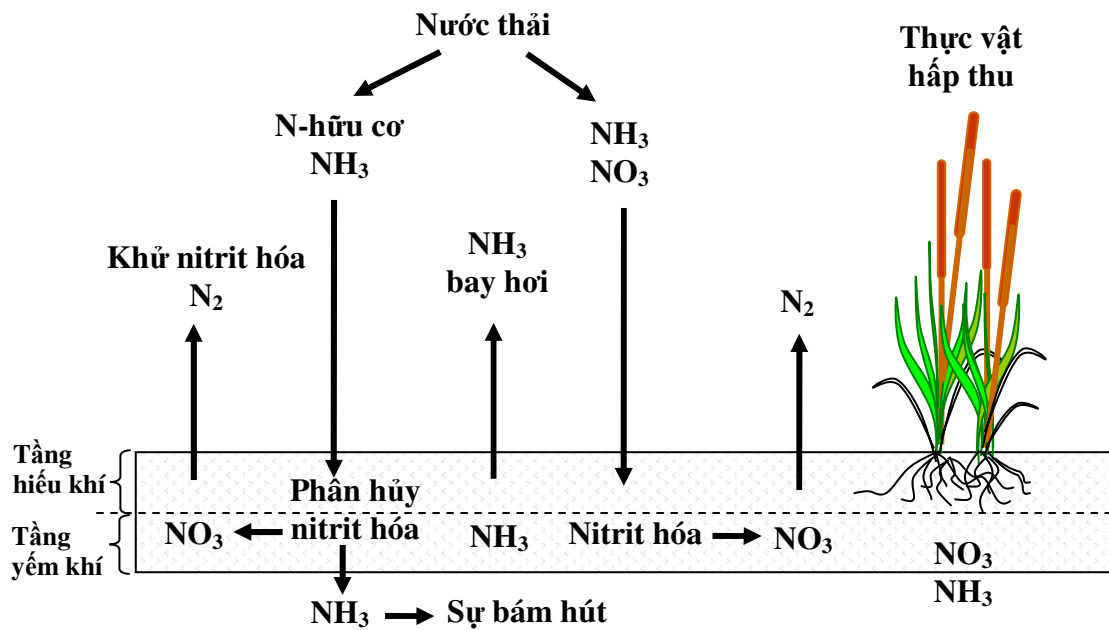 Nước thải
Thực vật
hấp thu
N-hữu cơ
NH₃
NH₃
NO₃
Khử nitrit hóa
N₂
NH₃
bay hơi
N₂
Tầng
hiếu khí
Phân hủy
nitrit hóa
Tầng
yếm khí
NO₃
NH₃
Nitrit hóa
NO₃
NO₃
NH₃
NH₃
Sự bám hút